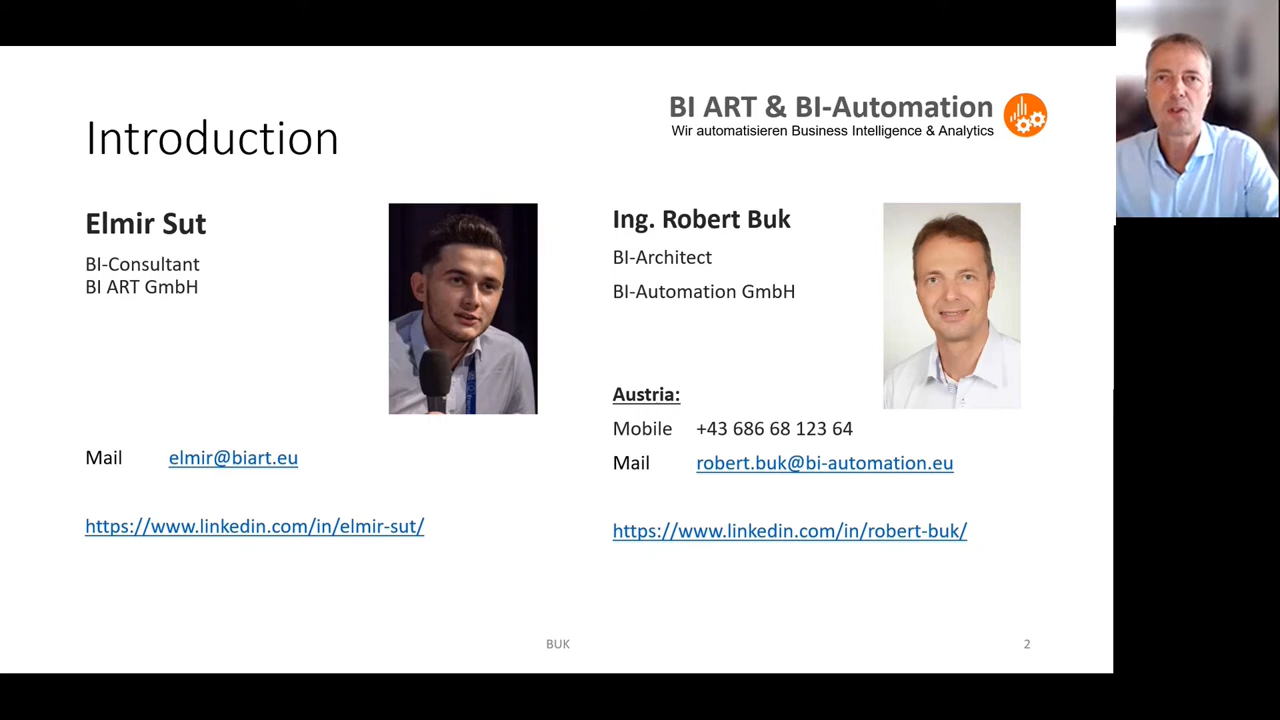 BI ART & BI-Automation
Wir automatisieren Business Intelligence & Analytics
Introduction
Elmir Sut
BI-Consultant
BI ART GmbH
Mail elmir@biart.eu
https://www.linkedin.com/in/elmir-sut/
Ing. Robert Buk
BI-Architect
BI-Automation GmbH
Austria:
Mobile +43 686 68 123 64
Mail robert.buk@bi-automation.eu
https://www.linkedin.com/in/robert-buk/
BUK
2